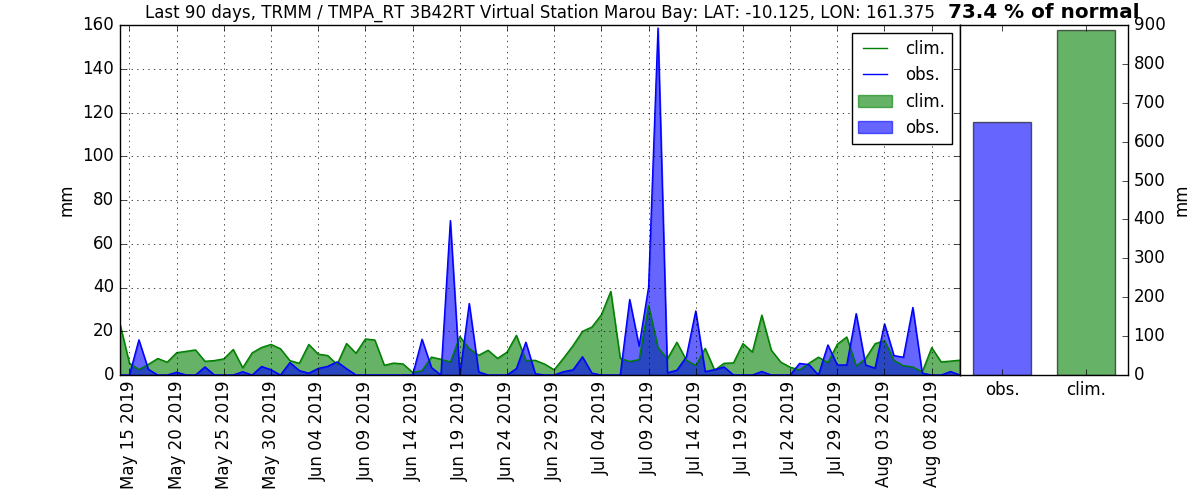 Last 90 days, TRMM / TMPA_RT 3B42RT Virtual Station Marou Bay: LAT: -10.125, LON: 161.375 73.4 % of normal
160
140
120
100
80
60
40
20
0
mm
clim.
obs.
clim.
obs.
May 15 2019
May 20 2019
May 25 2019
May 30 2019
Jun 04 2019
Jun 09 2019
Jun 14 2019
Jun 19 2019
Jun 24 2019
Jun 29 2019
Jul 04 2019
Jul 09 2019
Jul 14 2019
Jul 19 2019
Jul 24 2019
Jul 29 2019
Aug 03 2019
Aug 08 2019
900
800
700
600
500
400
300
200
100
0
mm
obs.
clim.